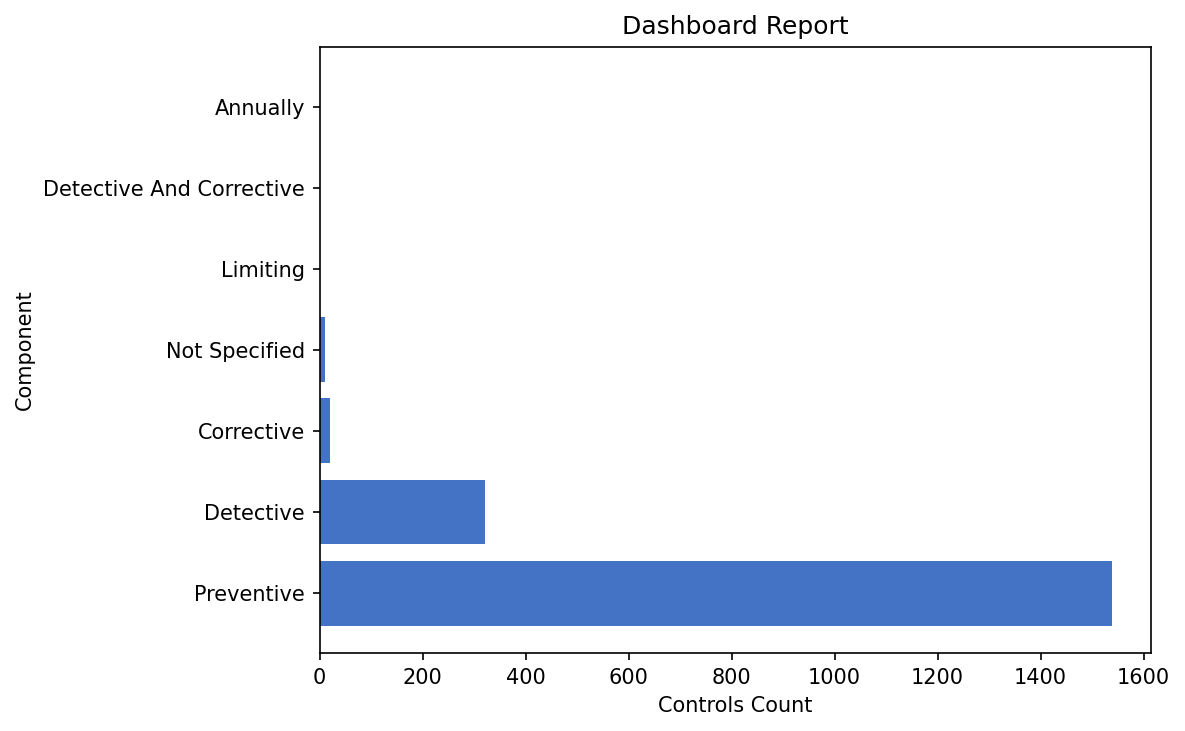 Dashboard Report
Annually
Detective And Corrective
Limiting
Not Specified
Corrective
Detective
Preventive
Component
0 200 400 600 800 1000 1200 1400 1600
Controls Count